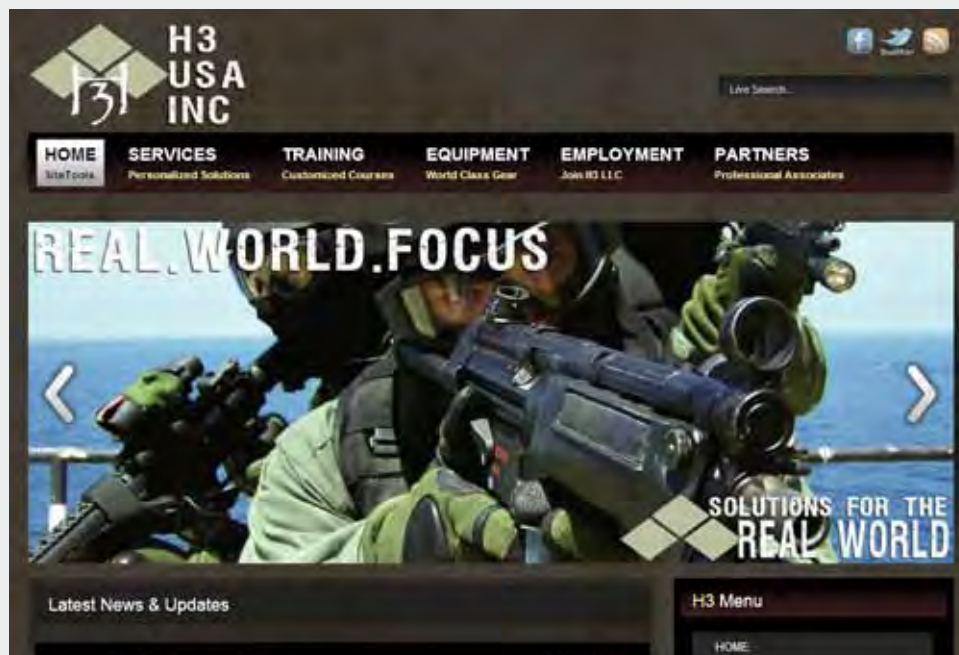 H3
USA
INC
H3
Live Search...
HOME SERVICES TRAINING EQUIPMENT EMPLOYMENT PARTNERS
SiteTools Personalized Solutions Customized Courses World Class Gear Join H3 LLC Professional Associates
REAL.WORLD.FOCUS
SOLUTIONS FOR THE
REAL WORLD
Latest News & Updates
H3 Menu
HOME